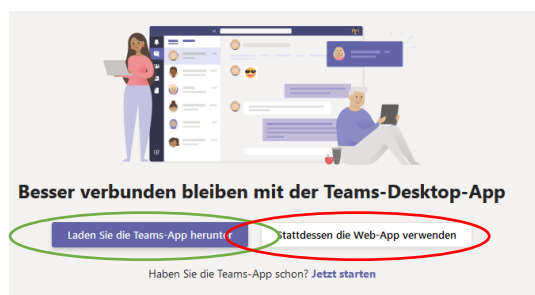 Besser verbunden bleiben mit der Teams-Desktop-App
Laden Sie die Teams-App herunter
Stattdessen die Web-App verwenden
Haben Sie die Teams-App schon? Jetzt starten